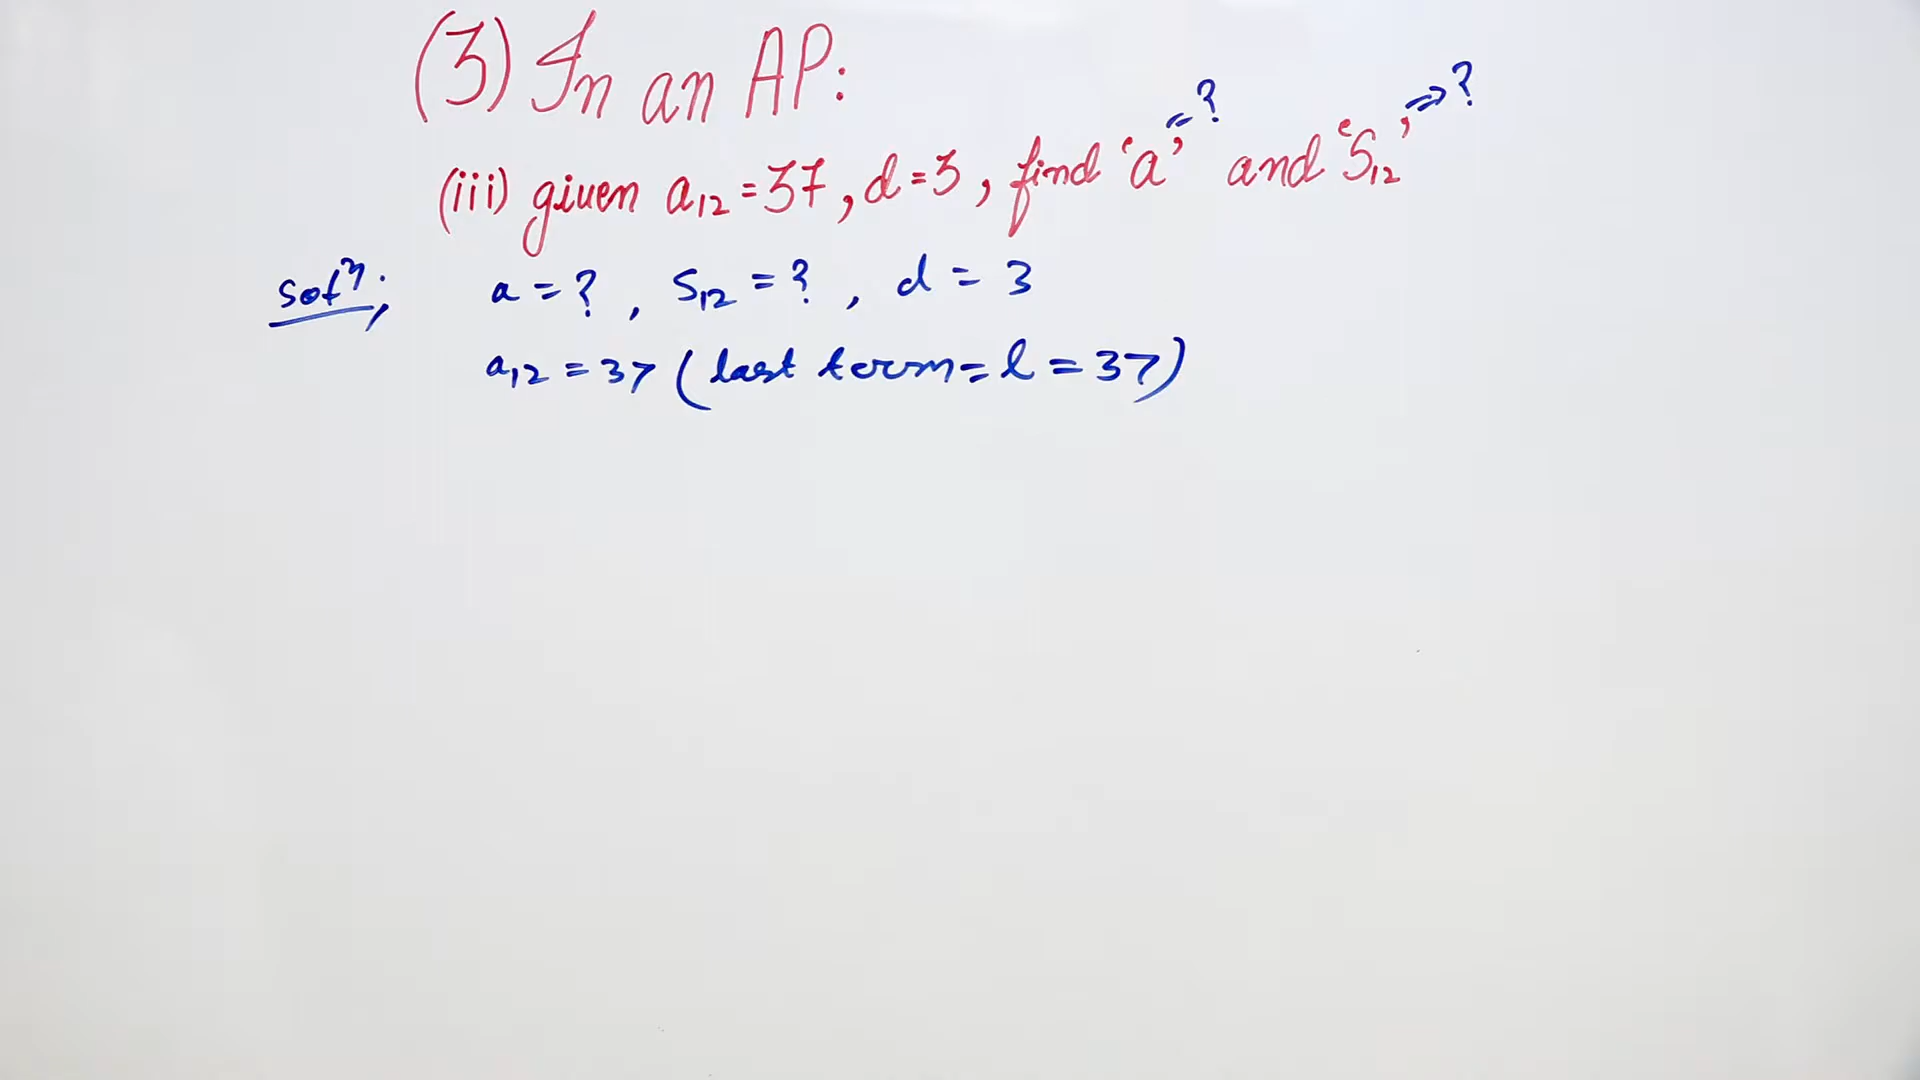 (3) In an AP:
(iii) given a₁₂ = 37, d = 3, find 'a' = ? and 'S₁₂' ⇒ ?
Solⁿ: a = ?, S₁₂ = ?, d = 3
a₁₂ = 37 (last term = l = 37)